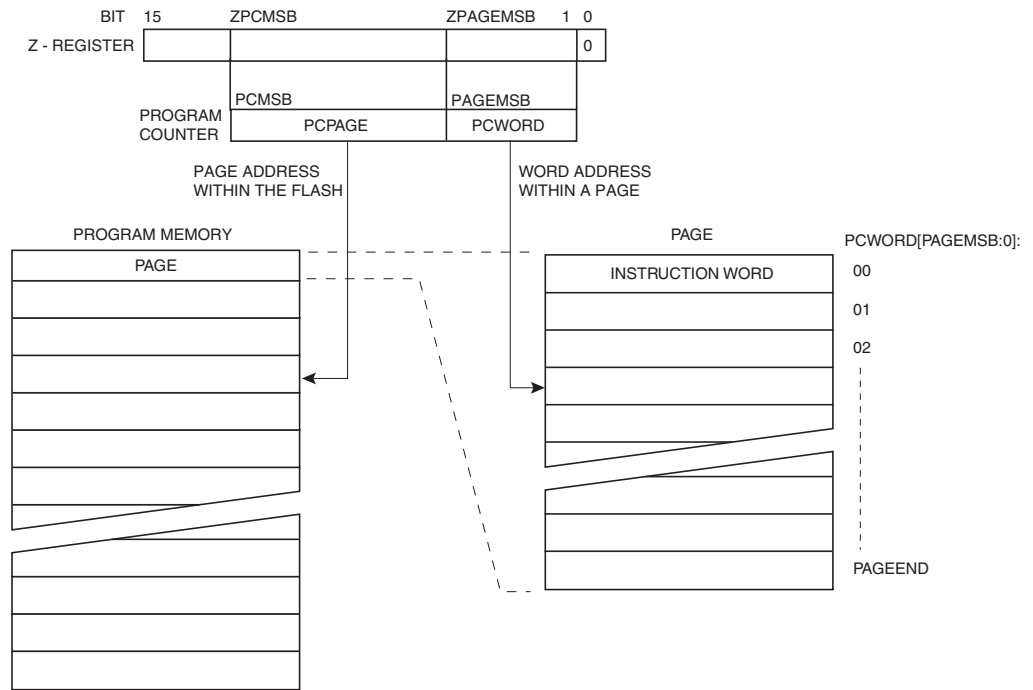 BIT 15 ZPCMSB ZPAGEMSB 1 0
Z - REGISTER 0
PCMSB PAGEMSB
PROGRAM
COUNTER
PCPAGE PCWORD
PAGE ADDRESS
WITHIN THE FLASH
WORD ADDRESS
WITHIN A PAGE
PROGRAM MEMORY
PAGE
PAGE
PCWORD[PAGEMSB:0]:
INSTRUCTION WORD 00
01
02
PAGEEND